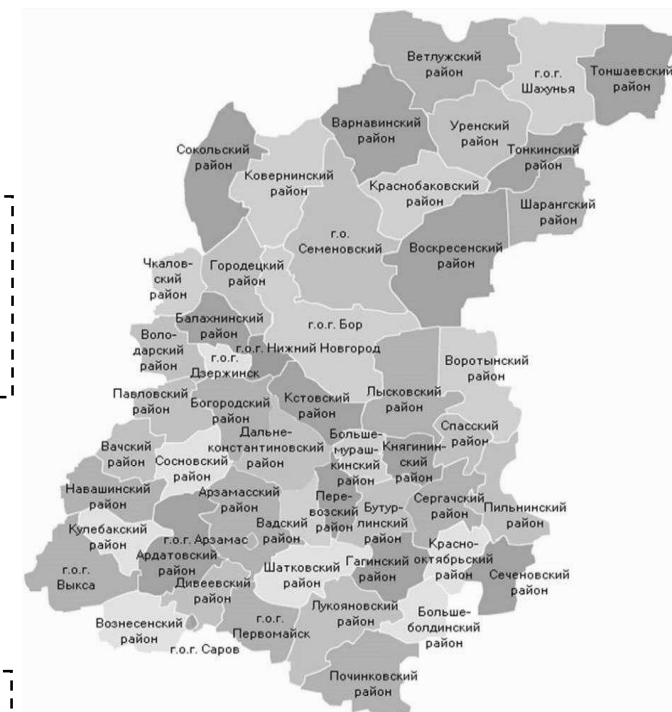 Ветлужский
район
г.о.г.
Шахунья
Тоншаевский
район
Варнавинский
район
Уренский
район
Тонкинский
район
Сокольский
район
Ковернинский
район
Краснобаковский
район
Шарангский
район
г.о.
Семеновский
Воскресенский
район
Чкалов-
ский
район
Городецкий
район
Балахнинский
район
г.о.г. Бор
Воло-
дарский
район
г.о.г.
Дзержинск
г.о.г. Нижний Новгород
Воротынский
район
Павловский
район
Богородский
район
Кстовский
район
Лысковский
район
Спасский
район
Вачский
район
Сосновский
район
Дальне-
константиновский
район
Больше-
мураш-
кинский
район
Княгинин-
ский
район
Навашинский
район
Арзамасский
район
Вадский
район
Пере-
возский
район
Бутур-
линский
район
Сергачский
район
Пильнинский
район
Кулебакский
район
г.о.г. Арзамас
г.о.г.
Выкса
Ардатовский
район
Дивеевский
район
Шатковский
район
Гагинский
район
Красно-
октябрьский
район
Сеченовский
район
Вознесенский
район
г.о.г. Саров
г.о.г.
Первомайск
Лукояновский
район
Больше-
болдинский
район
Починковский
район